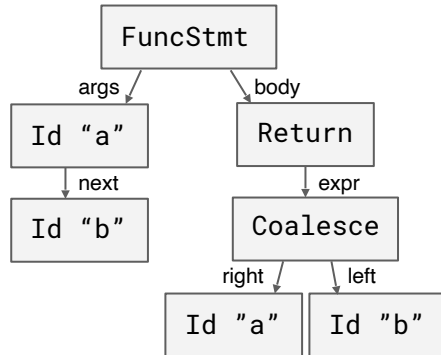 FuncStmt
args body
Id “a” Return
next expr
Id “b” Coalesce
right left
Id ”a” Id ”b”